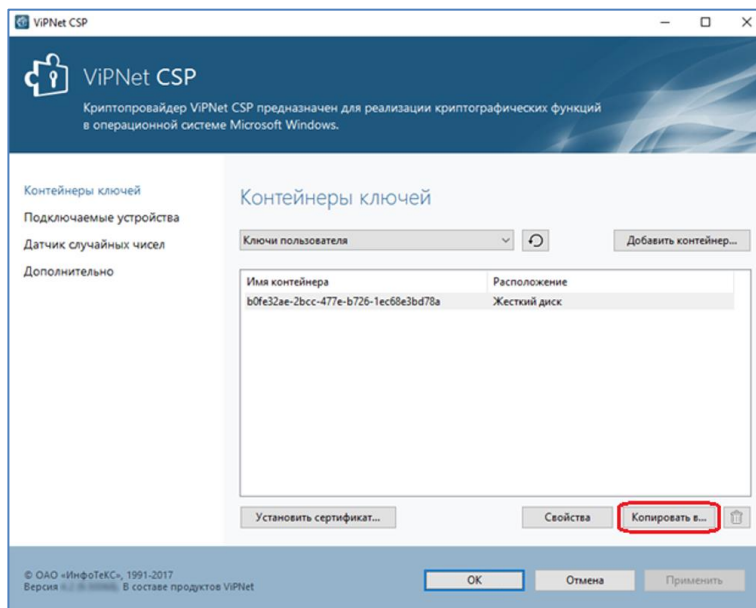 ViPNet CSP
ViPNet CSP
Криптопровайдер ViPNet CSP предназначен для реализации криптографических функций
в операционной системе Microsoft Windows.
Контейнеры ключей
Подключаемые устройства
Датчик случайных чисел
Дополнительно
Контейнеры ключей
Ключи пользователя
Добавить контейнер...
Имя контейнера Расположение
b0fe32ae-2bcc-477e-b726-1ec68e3bd78a Жесткий диск
Установить сертификат... Свойства Копировать в...
© ОАО «ИнфоТеКС», 1991-2017
Версия В составе продуктов ViPNet
OK Отмена Применить